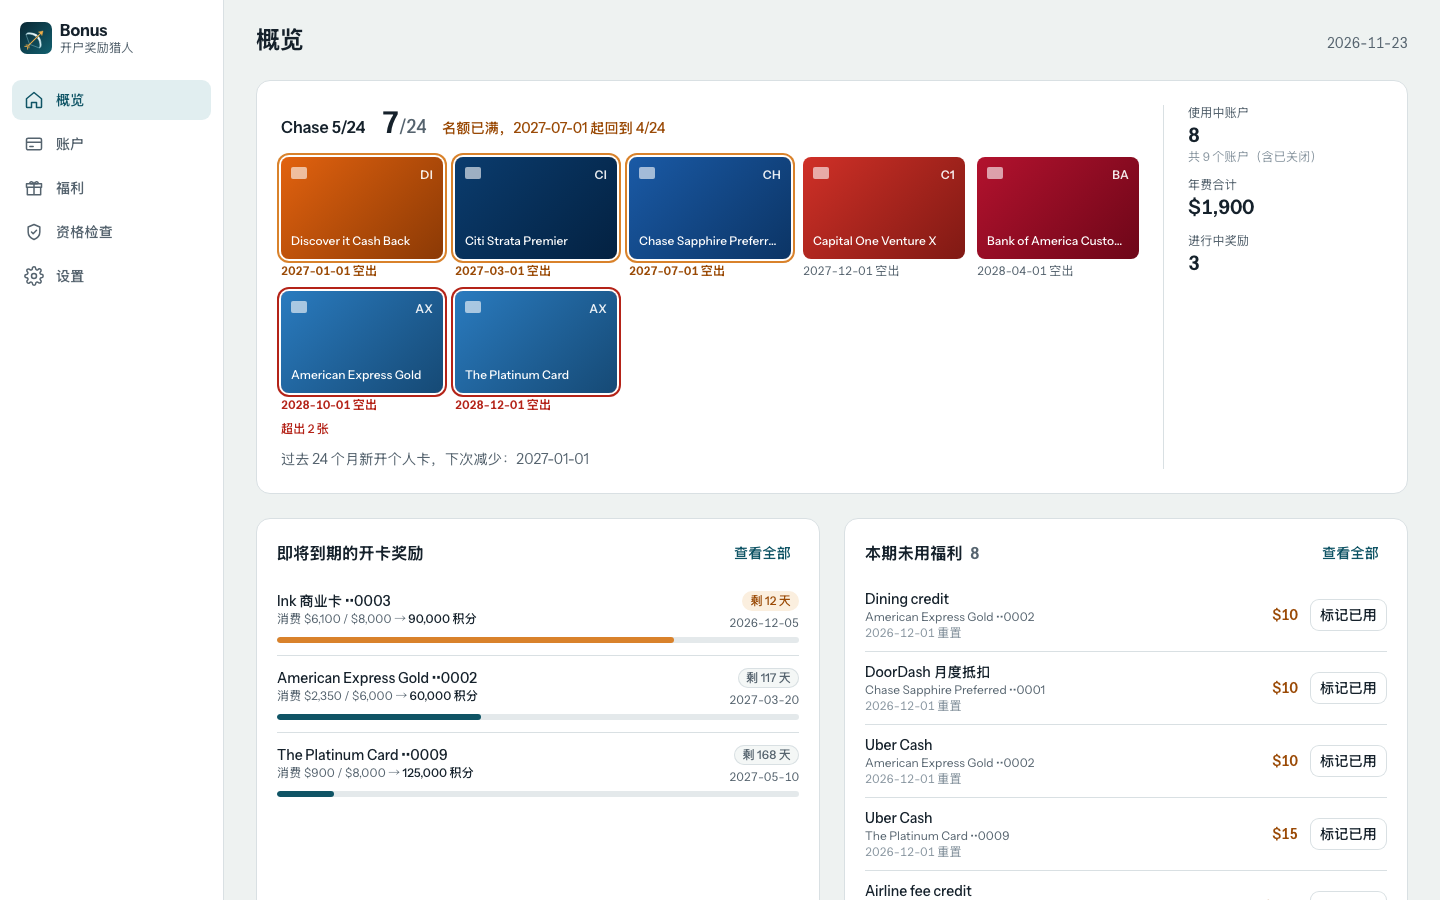 Bonus
开户奖励猎人
概览
账户
福利
资格检查
设置
概览
2026-11-23
Chase 5/24 7/24 名额已满，2027-07-01 起回到 4/24
DI
Discover it Cash Back
2027-01-01 空出
CI
Citi Strata Premier
2027-03-01 空出
CH
Chase Sapphire Preferr...
2027-07-01 空出
C1
Capital One Venture X
2027-12-01 空出
BA
Bank of America Custo...
2028-04-01 空出
AX
American Express Gold
2028-10-01 空出
AX
The Platinum Card
2028-12-01 空出
超出 2 张
过去 24 个月新开个人卡，下次减少：2027-01-01
使用中账户
8
共 9 个账户（含已关闭）
年费合计
$1,900
进行中奖励
3
即将到期的开卡奖励 查看全部
Ink 商业卡 ··0003 剩 12 天
消费 $6,100 / $8,000 → 90,000 积分 2026-12-05
American Express Gold ··0002 剩 117 天
消费 $2,350 / $6,000 → 60,000 积分 2027-03-20
The Platinum Card ··0009 剩 168 天
消费 $900 / $8,000 → 125,000 积分 2027-05-10
本期未用福利 8 查看全部
Dining credit
American Express Gold ··0002
2026-12-01 重置
$10 标记已用
DoorDash 月度抵扣
Chase Sapphire Preferred ··0001
2026-12-01 重置
$10 标记已用
Uber Cash
American Express Gold ··0002
2026-12-01 重置
$10 标记已用
Uber Cash
The Platinum Card ··0009
2026-12-01 重置
$15 标记已用
Airline fee credit